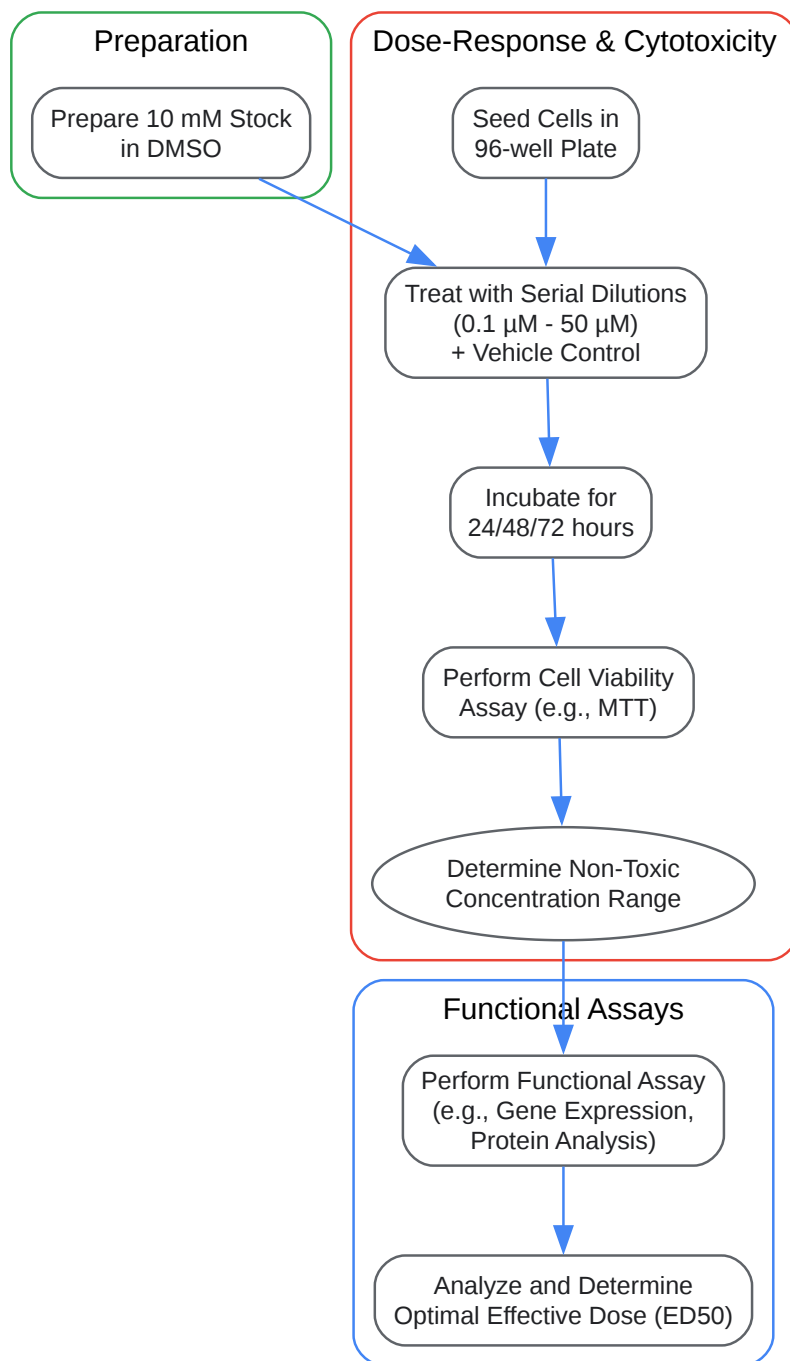 Preparation
Prepare 10 mM Stock
in DMSO
Dose-Response & Cytotoxicity
Seed Cells in
96-well Plate
Treat with Serial Dilutions
(0.1 µM - 50 µM)
+ Vehicle Control
Incubate for
24/48/72 hours
Perform Cell Viability
Assay (e.g., MTT)
Determine Non-Toxic
Concentration Range
Functional Assays
Perform Functional Assay
(e.g., Gene Expression,
Protein Analysis)
Analyze and Determine
Optimal Effective Dose (ED50)